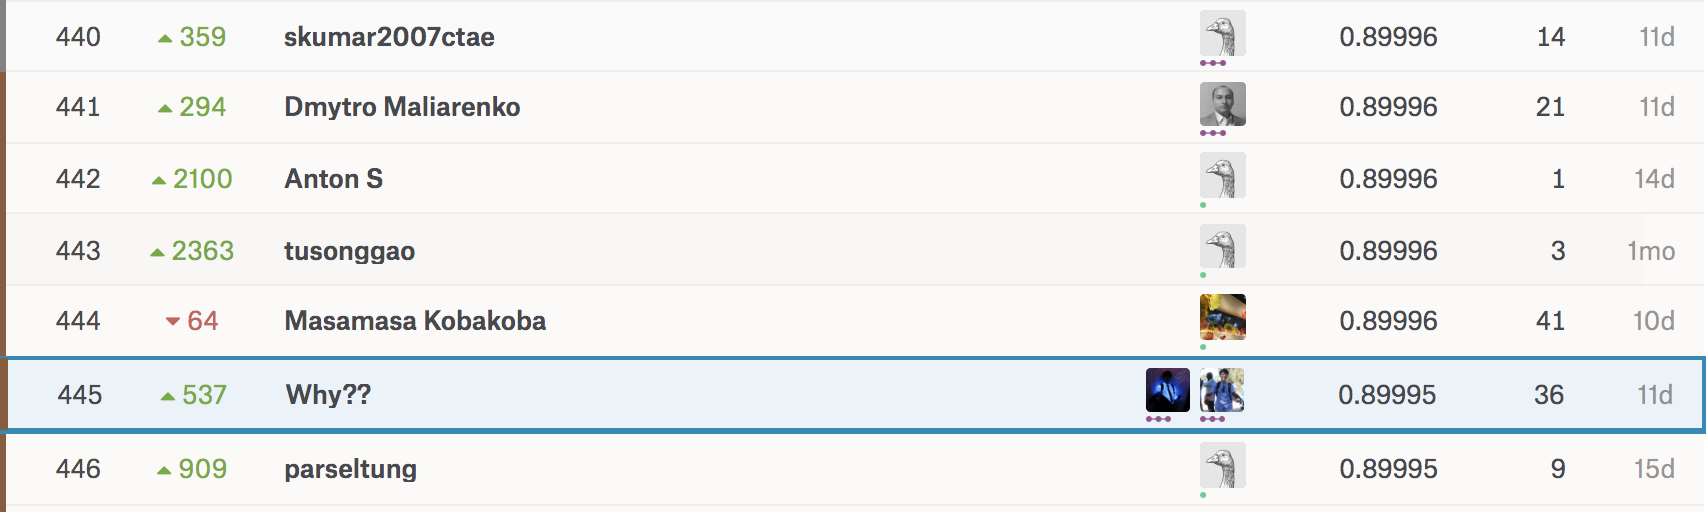 440 ▲ 359 skumar2007ctae 0.89996 14 11d
441 ▲ 294 Dmytro Maliarenko 0.89996 21 11d
442 ▲ 2100 Anton S 0.89996 1 14d
443 ▲ 2363 tusonggao 0.89996 3 1mo
444 ▼ 64 Masamasa Kobakoba 0.89996 41 10d
445 ▲ 537 Why?? 0.89995 36 11d
446 ▲ 909 parseltung 0.89995 9 15d